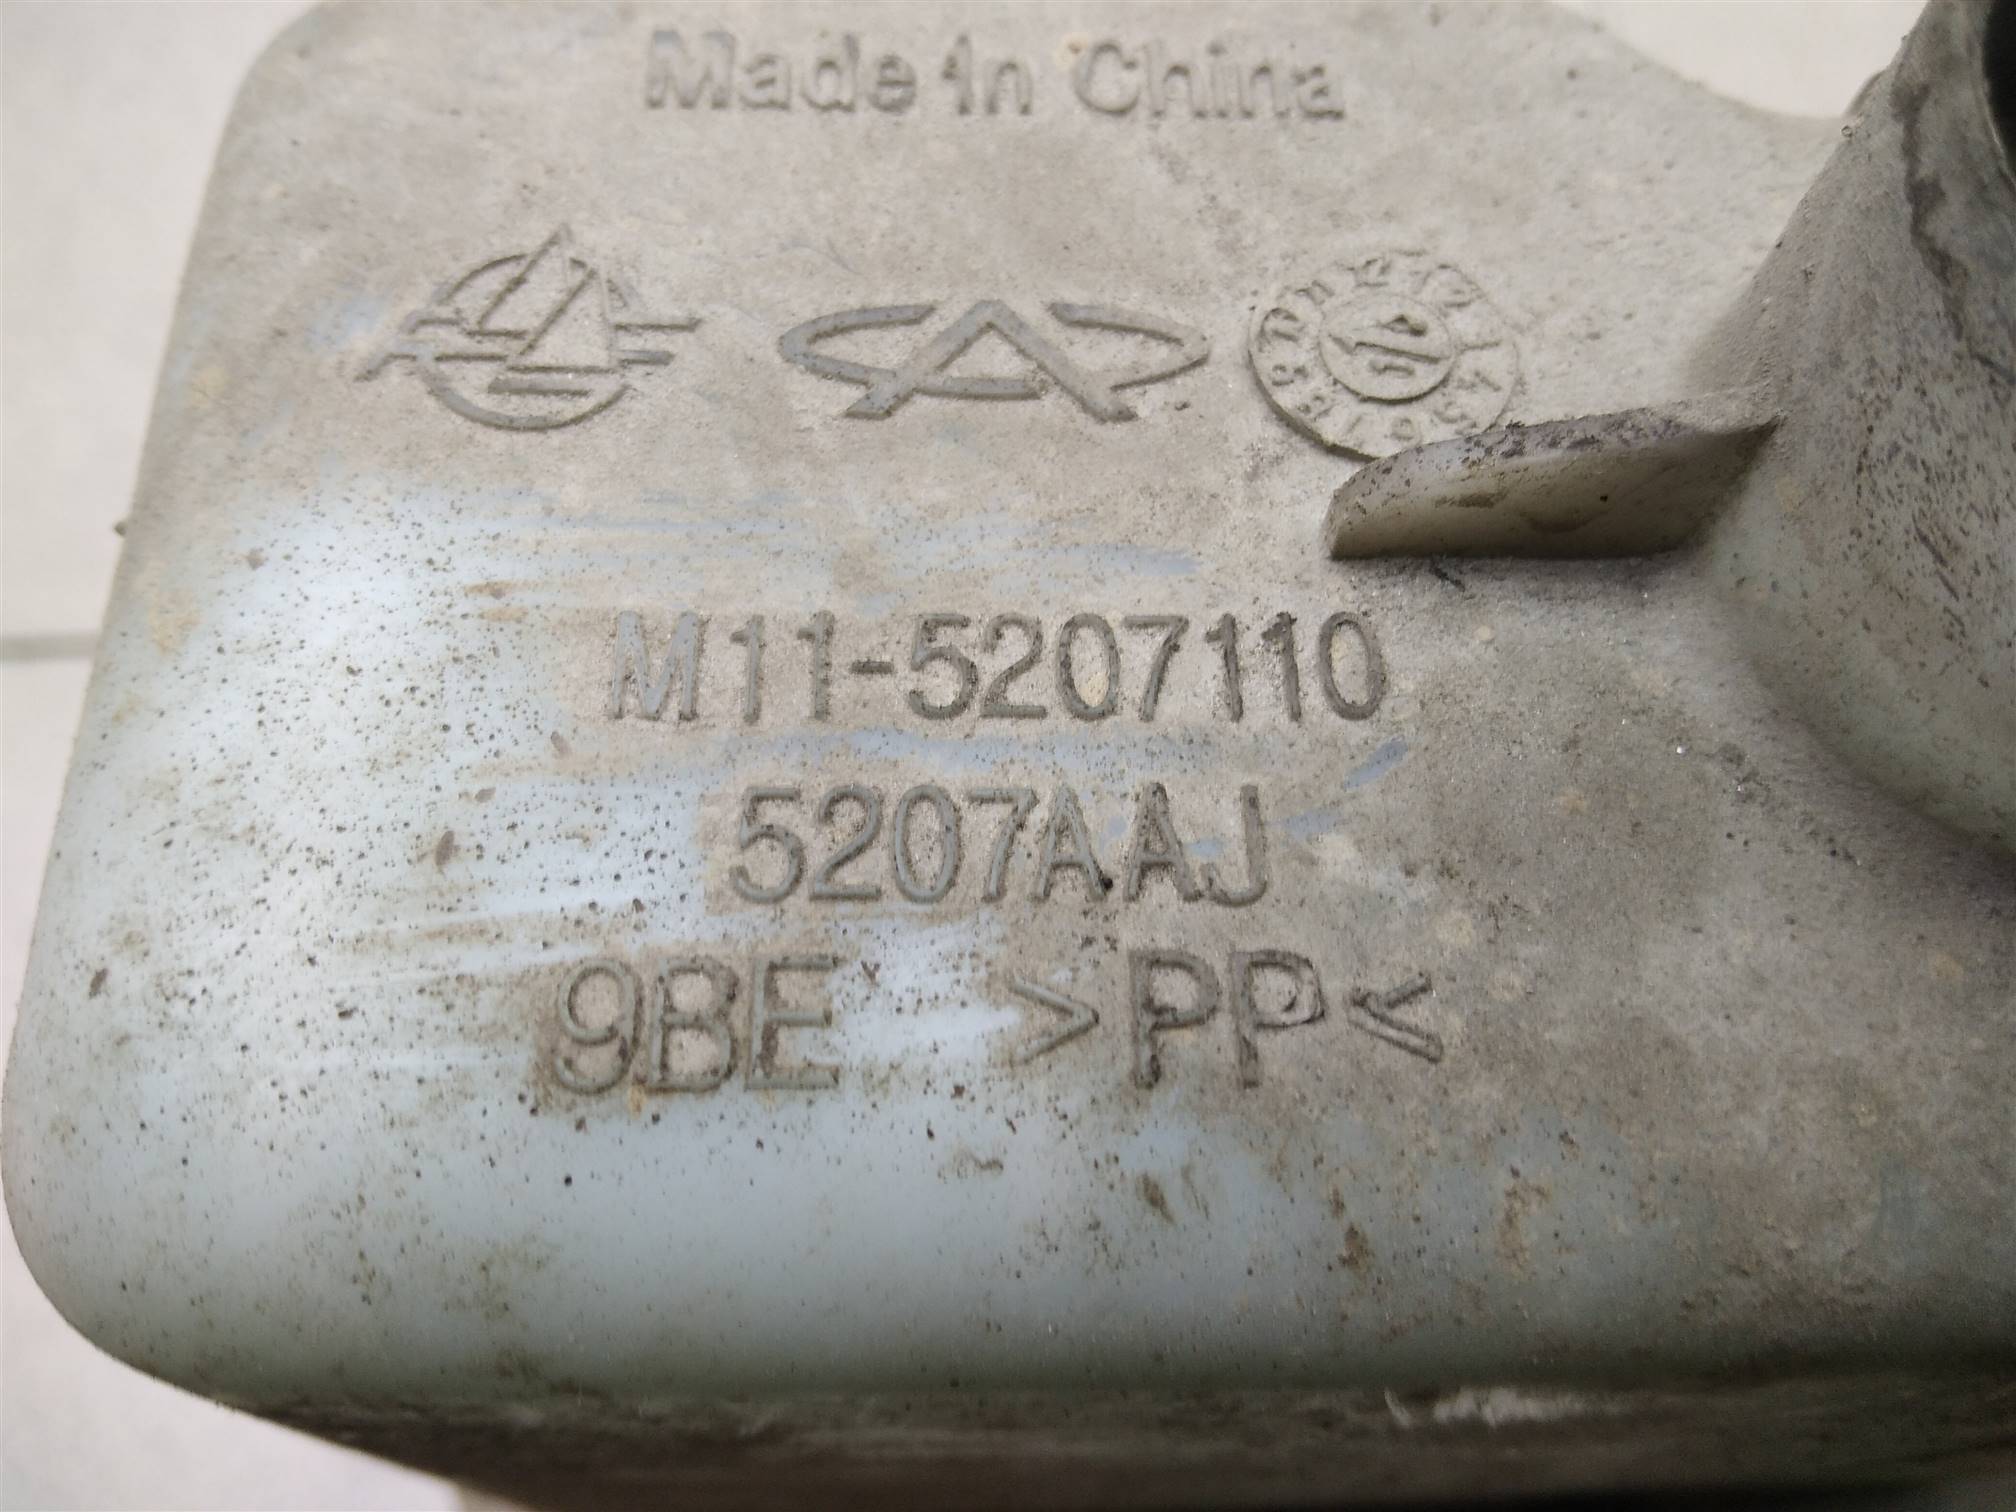 Made in China
M11-5207110
5207AAJ
9BE >PP<